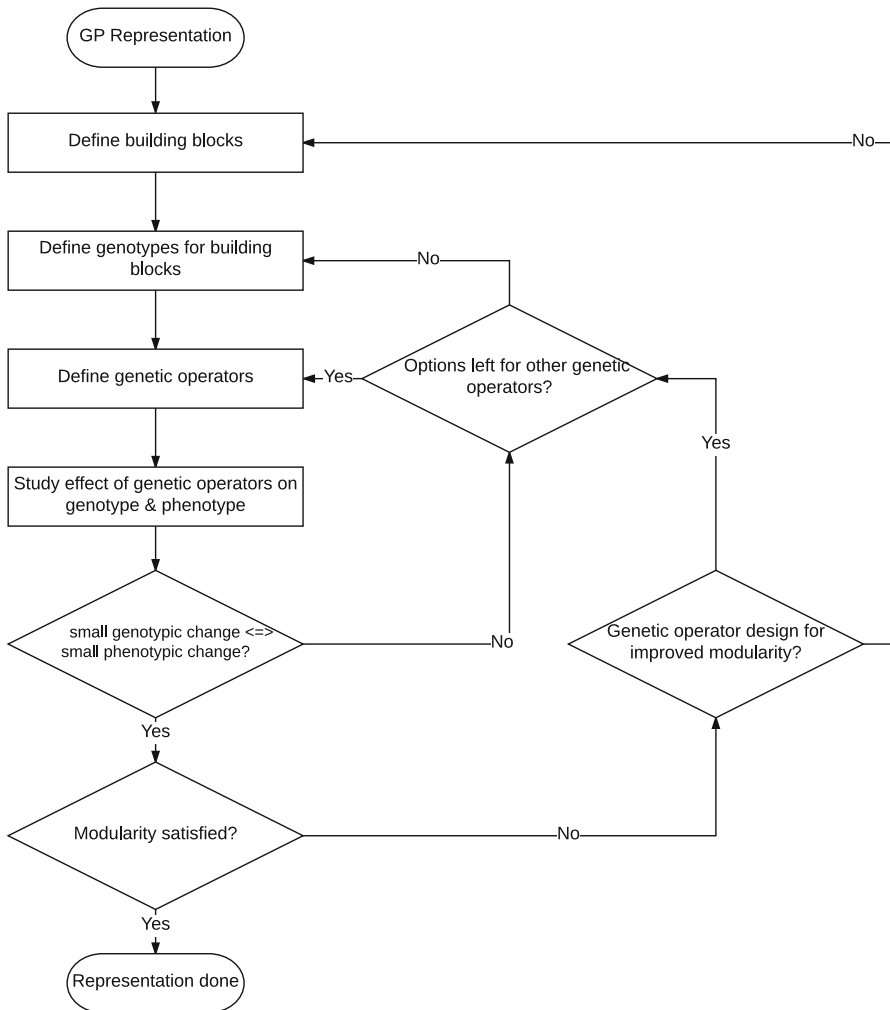 GP Representation
Define building blocks
No
Define genotypes for building
blocks
No
Define genetic operators
Yes
Options left for other genetic
operators?
Yes
Study effect of genetic operators on
genotype & phenotype
small genotypic change <=>
small phenotypic change?
No
Genetic operator design for
improved modularity?
Yes
Modularity satisfied?
No
Yes
Representation done